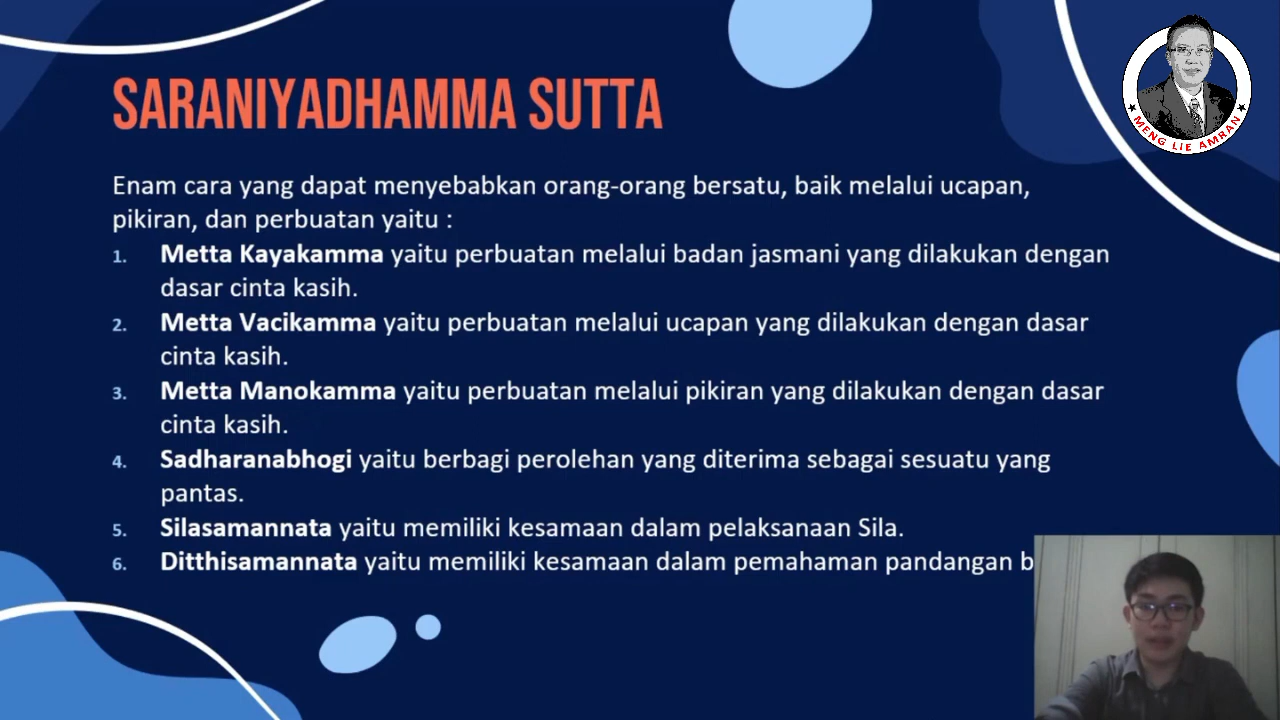 SARANIYADHAMMA SUTTA
Enam cara yang dapat menyebabkan orang-orang bersatu, baik melalui ucapan,
pikiran, dan perbuatan yaitu :
1. Metta Kayakamma yaitu perbuatan melalui badan jasmani yang dilakukan dengan
dasar cinta kasih.
2. Metta Vacikamma yaitu perbuatan melalui ucapan yang dilakukan dengan dasar
cinta kasih.
3. Metta Manokamma yaitu perbuatan melalui pikiran yang dilakukan dengan dasar
cinta kasih.
4. Sadharanabhogi yaitu berbagi perolehan yang diterima sebagai sesuatu yang
pantas.
5. Silasamannata yaitu memiliki kesamaan dalam pelaksanaan Sila.
6. Ditthisamannata yaitu memiliki kesamaan dalam pemahaman pandangan
MENG LIE AMRAN